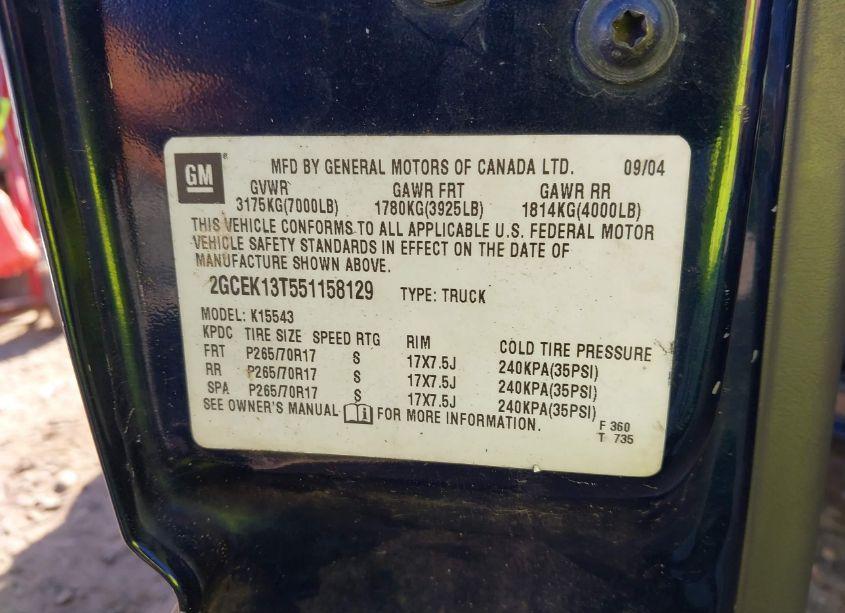 GM® MFD BY GENERAL MOTORS OF CANADA LTD. 09/04
GVWR GAWR FRT GAWR RR
3175KG(7000LB) 1780KG(3925LB) 1814KG(4000LB)
THIS VEHICLE CONFORMS TO ALL APPLICABLE U.S. FEDERAL MOTOR
VEHICLE SAFETY STANDARDS IN EFFECT ON THE DATE OF
MANUFACTURE SHOWN ABOVE.
2GCEK13T551158129 TYPE: TRUCK
MODEL: K15543
KPDC TIRE SIZE SPEED RTG RIM COLD TIRE PRESSURE
FRT P265/70R17 S 17X7.5J 240KPA(35PSI)
RR P265/70R17 S 17X7.5J 240KPA(35PSI)
SPA P265/70R17 S 17X7.5J 240KPA(35PSI)
SEE OWNER'S MANUAL i FOR MORE INFORMATION.
F 360
T 735